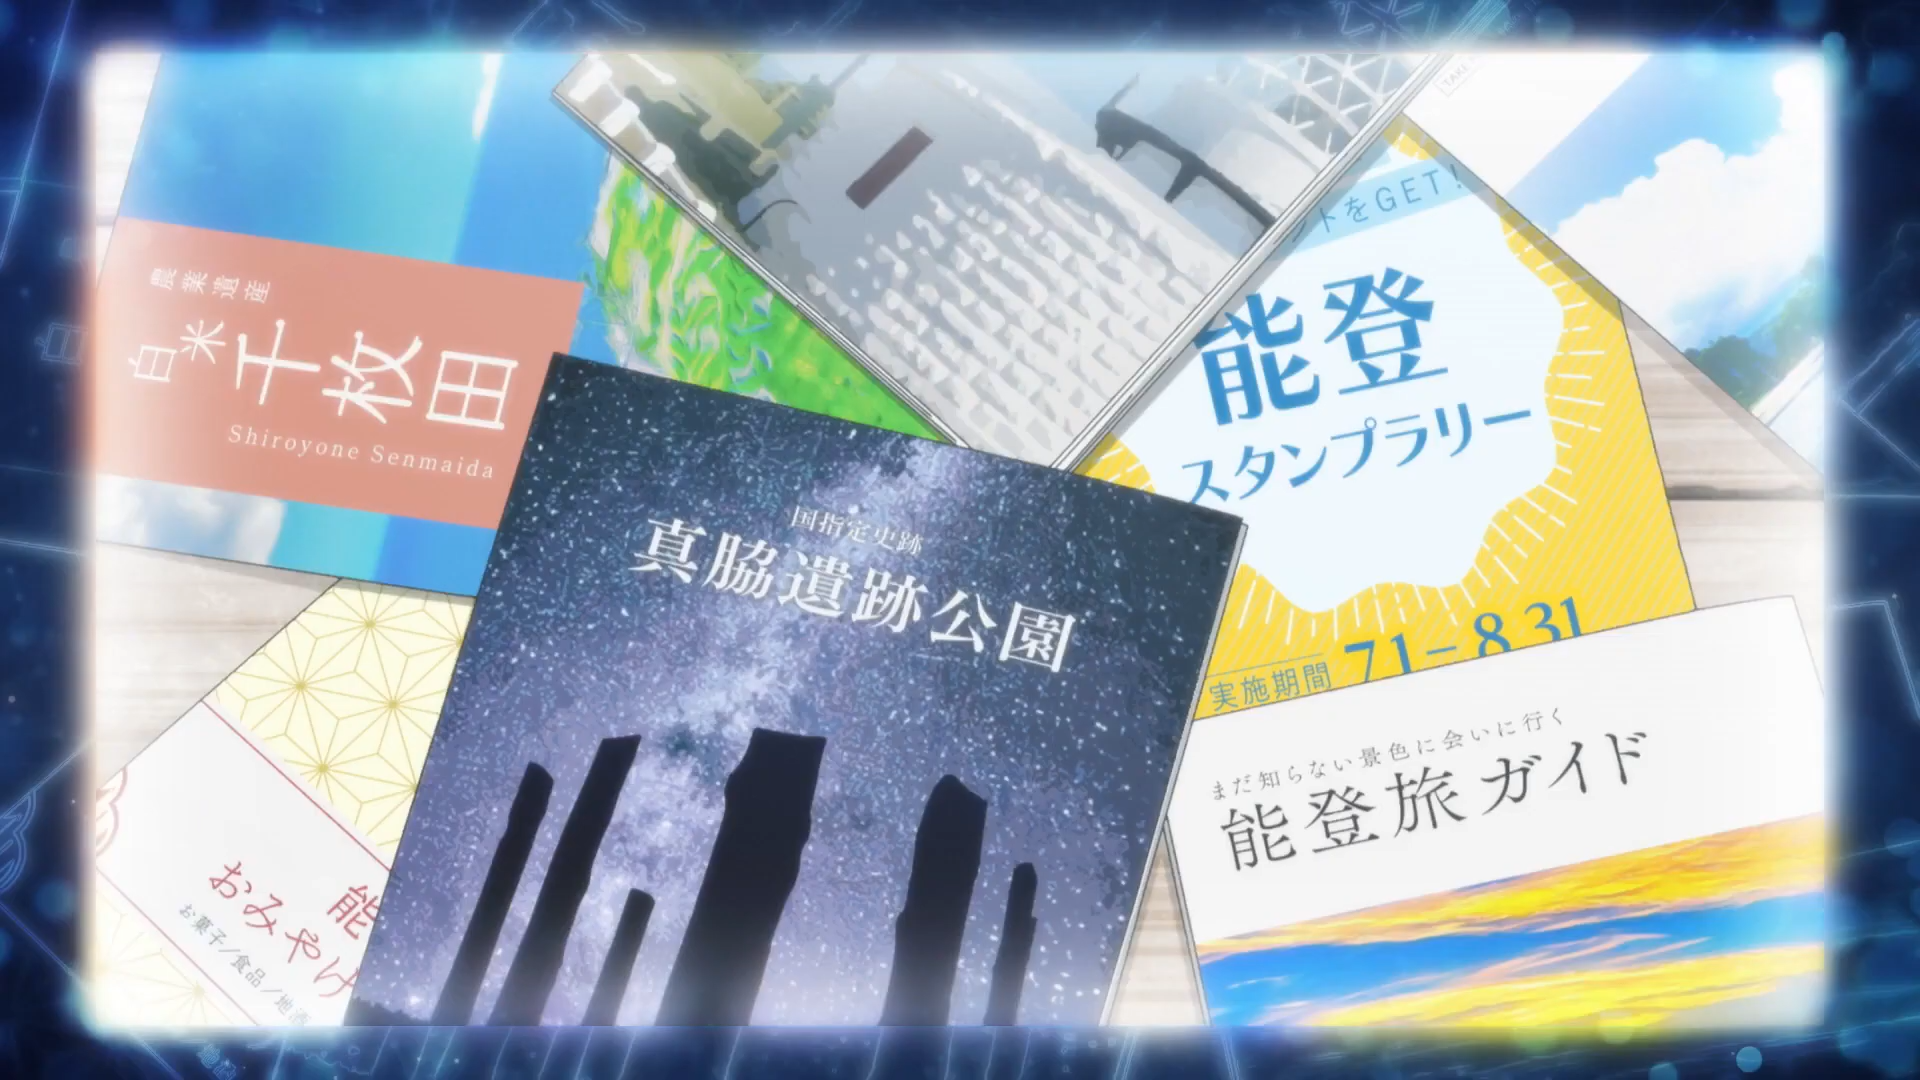 農業遺産
白米千枚田
Shiroyone Senmaida
国指定史跡
真脇遺跡公園
トをGET!
能登
スタンプラリー
実施期間 7.1–8.31
まだ知らない景色に会いに行く
能登旅ガイド
能
おみやげ
お菓子/食品/地酒
TAKE